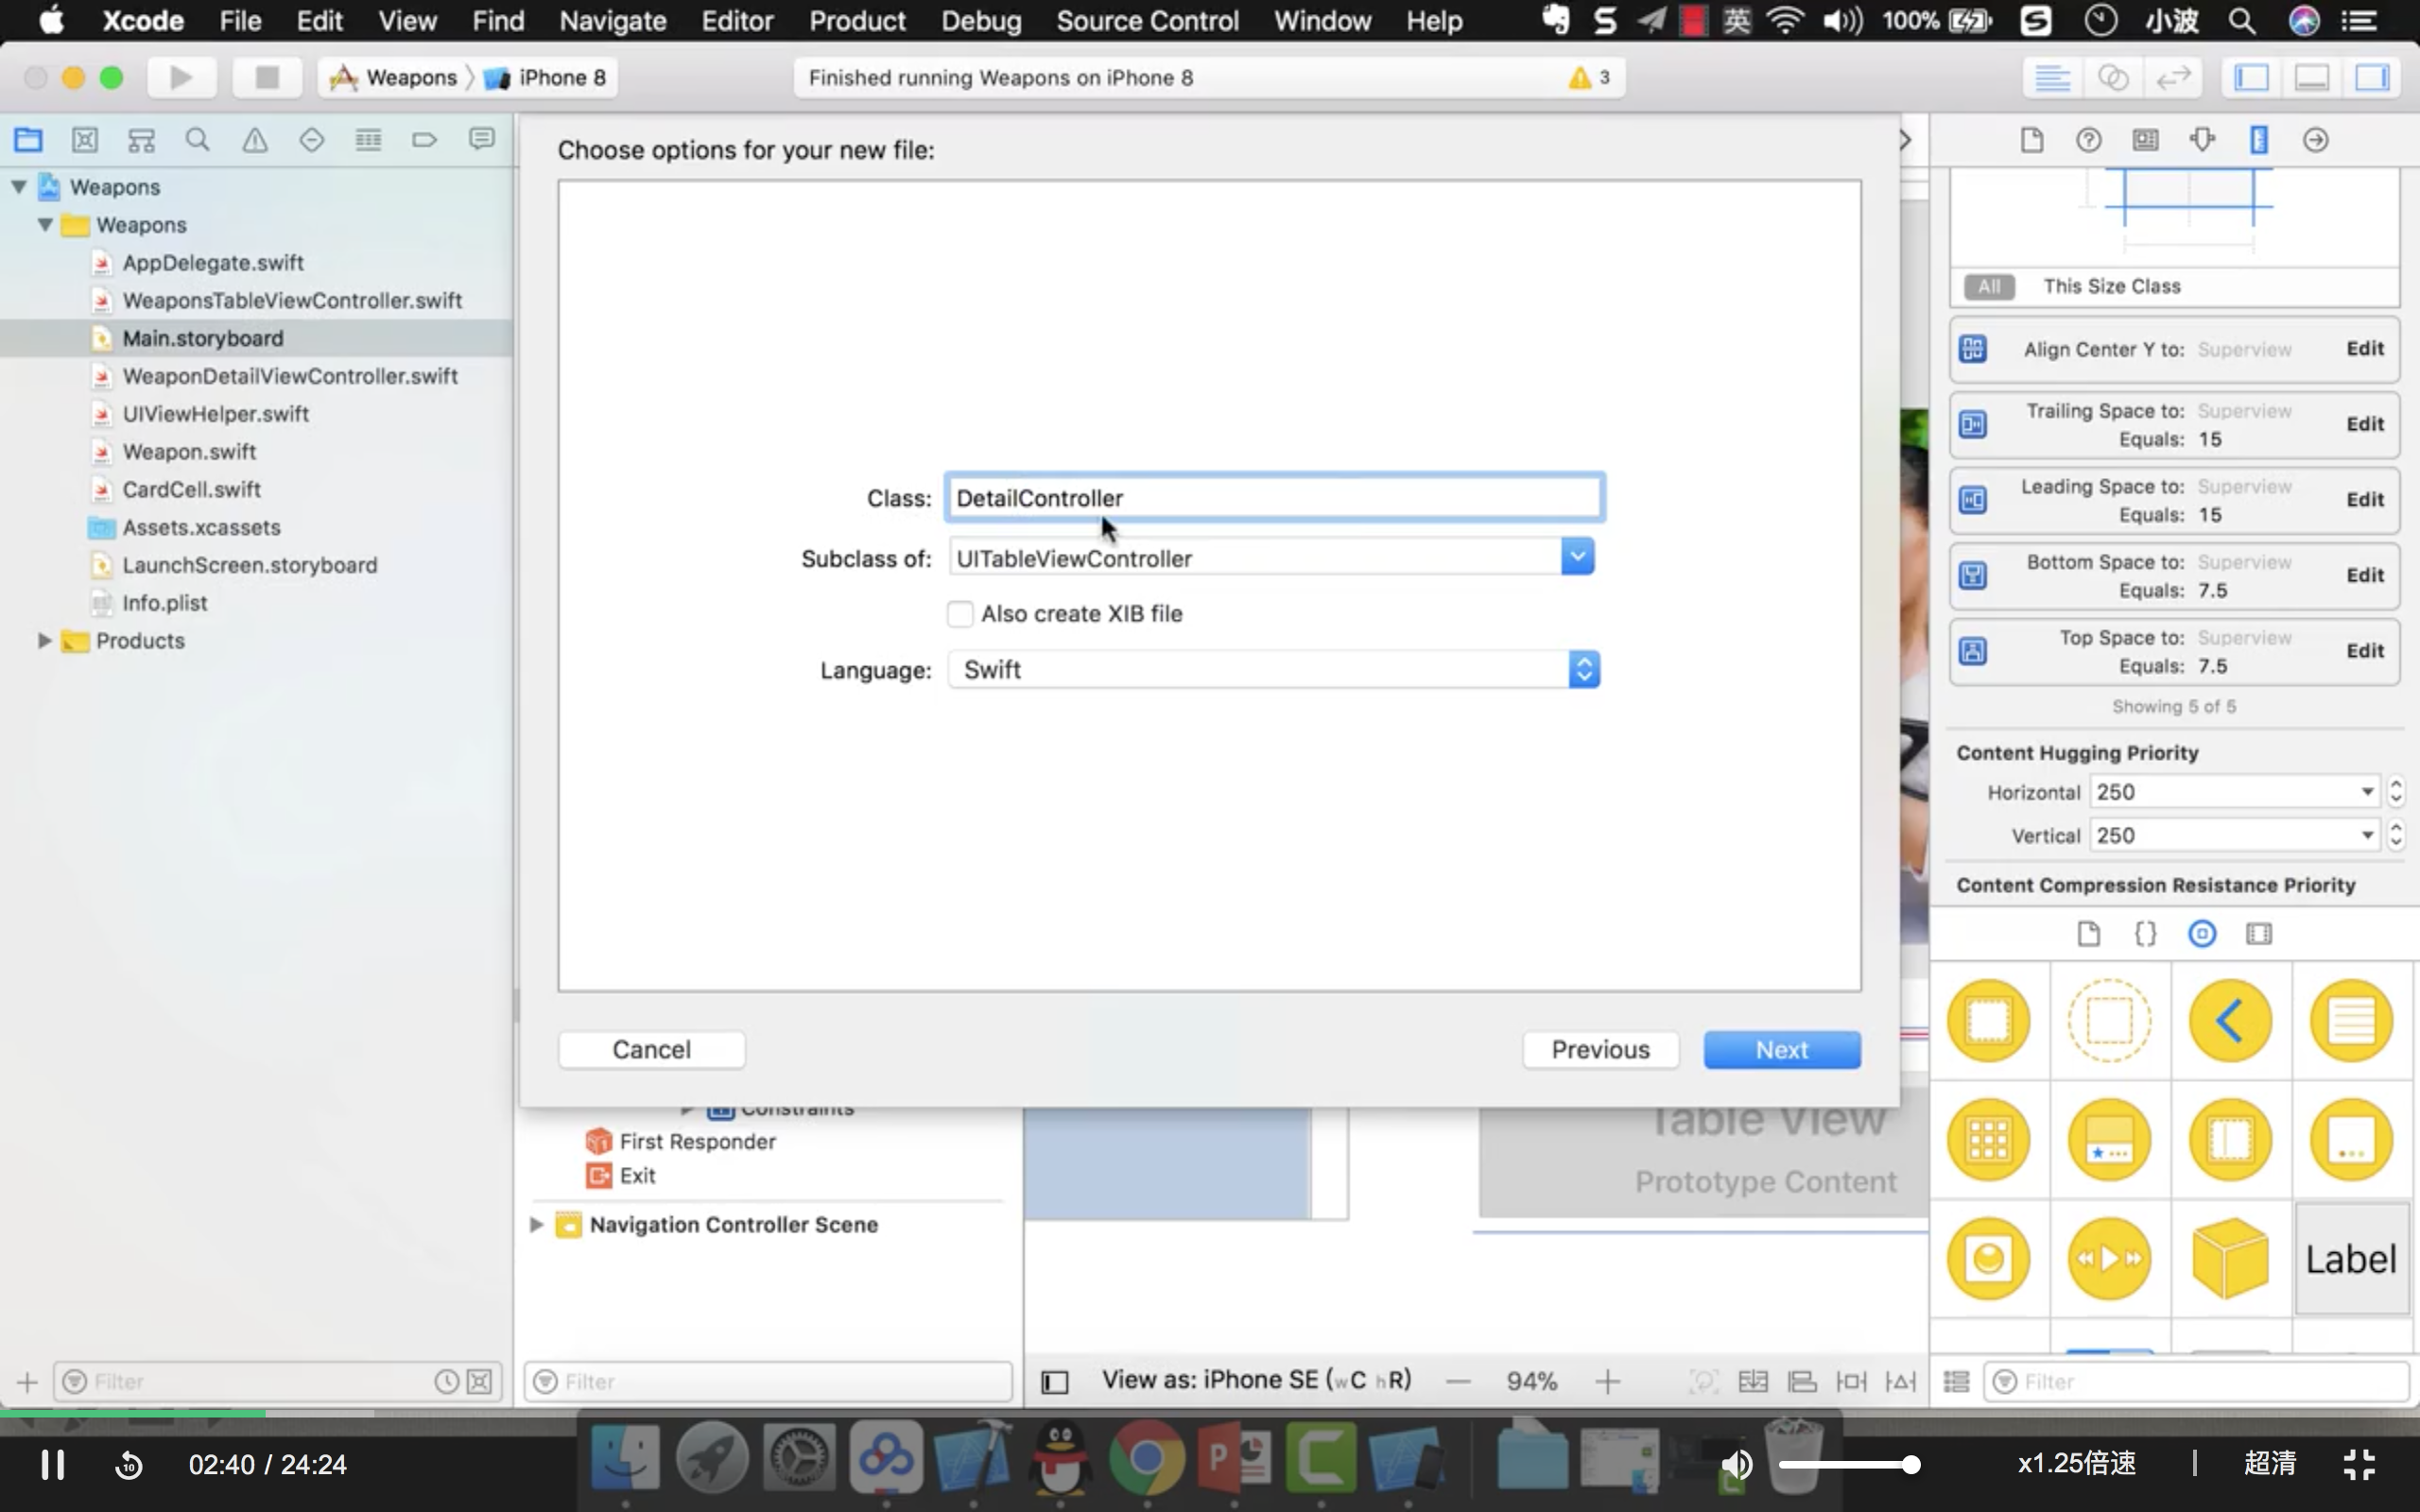 Xcode File Edit View Find Navigate Editor Product Debug Source Control Window Help 英 100% 小波
Weapons iPhone 8
Finished running Weapons on iPhone 8
3
Choose options for your new file:
Weapons
Weapons
AppDelegate.swift
WeaponsTableViewController.swift
Main.storyboard
WeaponDetailViewController.swift
UIViewHelper.swift
Weapon.swift
CardCell.swift
Assets.xcassets
LaunchScreen.storyboard
Info.plist
Products
Filter
Class: DetailController
Subclass of: UITableViewController
Also create XIB file
Language: Swift
Cancel
Previous
Next
Constraints
First Responder
Exit
Navigation Controller Scene
Filter
Table View
Prototype Content
View as: iPhone SE (wC hR)
94%
All This Size Class
Align Center Y to: Superview Edit
Trailing Space to: Superview
Equals: 15
Edit
Leading Space to: Superview
Equals: 15
Edit
Bottom Space to: Superview
Equals: 7.5
Edit
Top Space to: Superview
Equals: 7.5
Edit
Showing 5 of 5
Content Hugging Priority
Horizontal 250
Vertical 250
Content Compression Resistance Priority
Label
Filter
10
02:40 / 24:24
x1.25倍速
超清